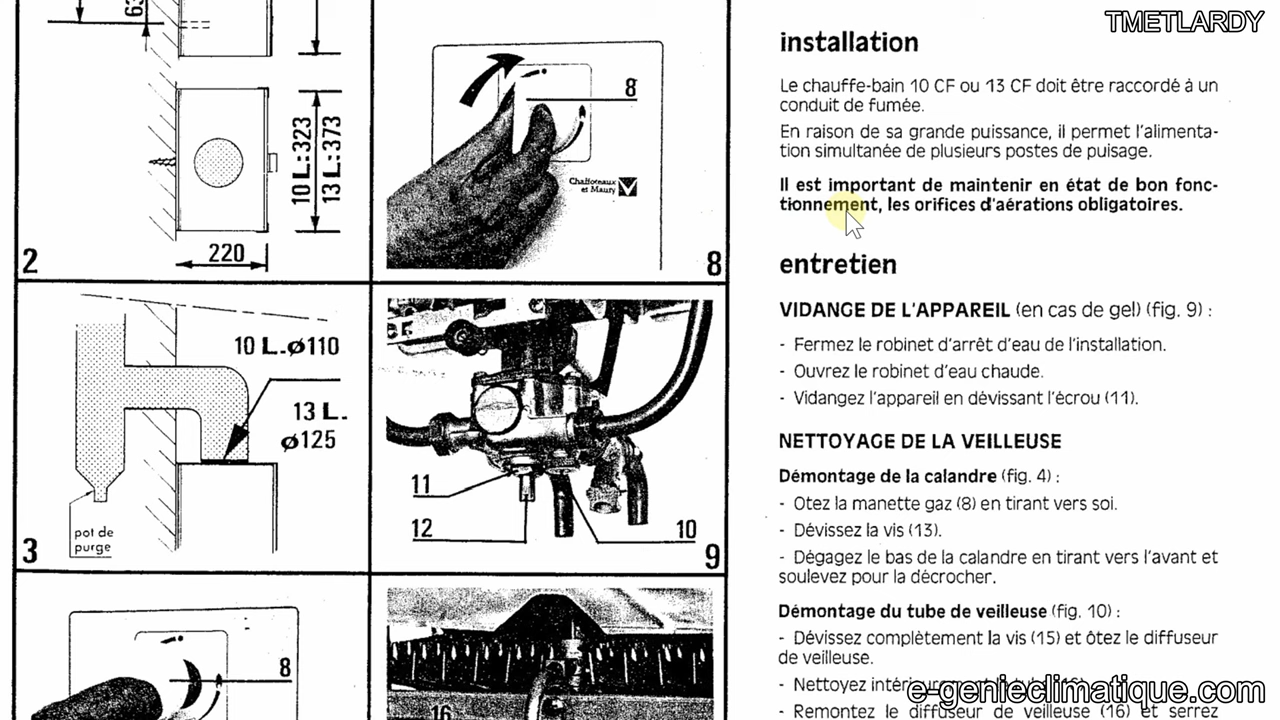 TMETLARDY
63
10 L:323
13 L:373
220
2
8
Chaffoteaux
et Maury
8
10 L.ø110
13 L.
ø125
pot de
purge
3
11
12
10
9
8
16
installation
Le chauffe-bain 10 CF ou 13 CF doit être raccordé à un
conduit de fumée.
En raison de sa grande puissance, il permet l'alimenta-
tion simultanée de plusieurs postes de puisage.
Il est important de maintenir en état de bon fonc-
tionnement, les orifices d'aérations obligatoires.
entretien
VIDANGE DE L'APPAREIL (en cas de gel) (fig. 9) :
- Fermez le robinet d'arrêt d'eau de l'installation.
- Ouvrez le robinet d'eau chaude.
- Vidangez l'appareil en dévissant l'écrou (11).
NETTOYAGE DE LA VEILLEUSE
Démontage de la calandre (fig. 4) :
- Otez la manette gaz (8) en tirant vers soi.
- Dévissez la vis (13).
- Dégagez le bas de la calandre en tirant vers l'avant et
soulevez pour la décrocher.
Démontage du tube de veilleuse (fig. 10) :
- Dévissez complètement la vis (15) et ôtez le diffuseur
de veilleuse.
- Nettoyez
e-genieclimatique.com
- Remontez le diffuseur de veilleuse (16) et serrez